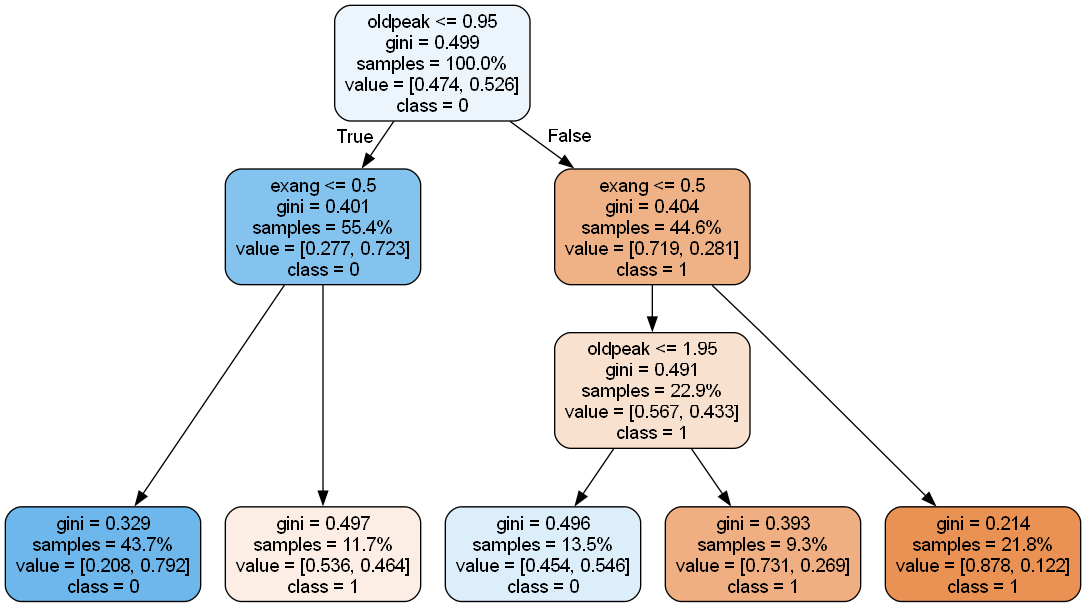 oldpeak <= 0.95
gini = 0.499
samples = 100.0%
value = [0.474, 0.526]
class = 0
True
False
exang <= 0.5
gini = 0.401
samples = 55.4%
value = [0.277, 0.723]
class = 0
exang <= 0.5
gini = 0.404
samples = 44.6%
value = [0.719, 0.281]
class = 1
oldpeak <= 1.95
gini = 0.491
samples = 22.9%
value = [0.567, 0.433]
class = 1
gini = 0.329
samples = 43.7%
value = [0.208, 0.792]
class = 0
gini = 0.497
samples = 11.7%
value = [0.536, 0.464]
class = 1
gini = 0.496
samples = 13.5%
value = [0.454, 0.546]
class = 0
gini = 0.393
samples = 9.3%
value = [0.731, 0.269]
class = 1
gini = 0.214
samples = 21.8%
value = [0.878, 0.122]
class = 1